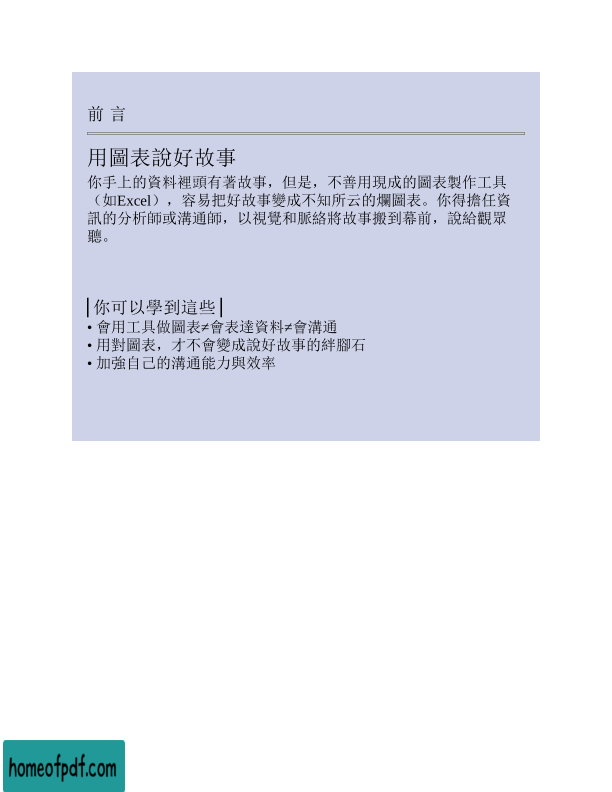 前 言
用圖表說好故事
你手上的資料裡頭有著故事，但是，不善用現成的圖表製作工具
（如Excel），容易把好故事變成不知所云的爛圖表。你得擔任資
訊的分析師或溝通師，以視覺和脈絡將故事搬到幕前，說給觀眾
聽。
┃你可以學到這些┃
• 會用工具做圖表≠會表達資料≠會溝通
• 用對圖表，才不會變成說好故事的絆腳石
• 加強自己的溝通能力與效率
homeofpdf.com